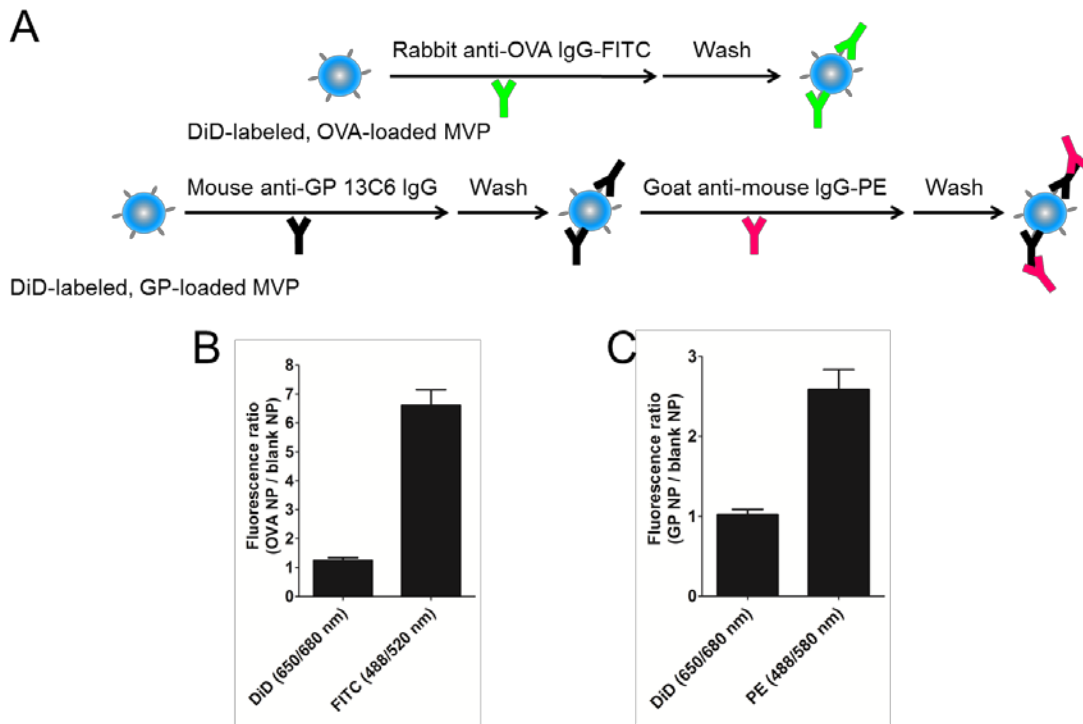 A
Rabbit anti-OVA IgG-FITC
Wash
DiD-labeled, OVA-loaded MVP
Mouse anti-GP 13C6 IgG
Wash
Goat anti-mouse IgG-PE
Wash
DiD-labeled, GP-loaded MVP
B
Fluorescence ratio
(OVA NP / blank NP)
8
7
6
5
4
3
2
1
0
DiD (650/680 nm)
FITC (488/520 nm)
C
Fluorescence ratio
(GP NP / blank NP)
3
2
1
0
DiD (650/680 nm)
PE (488/580 nm)